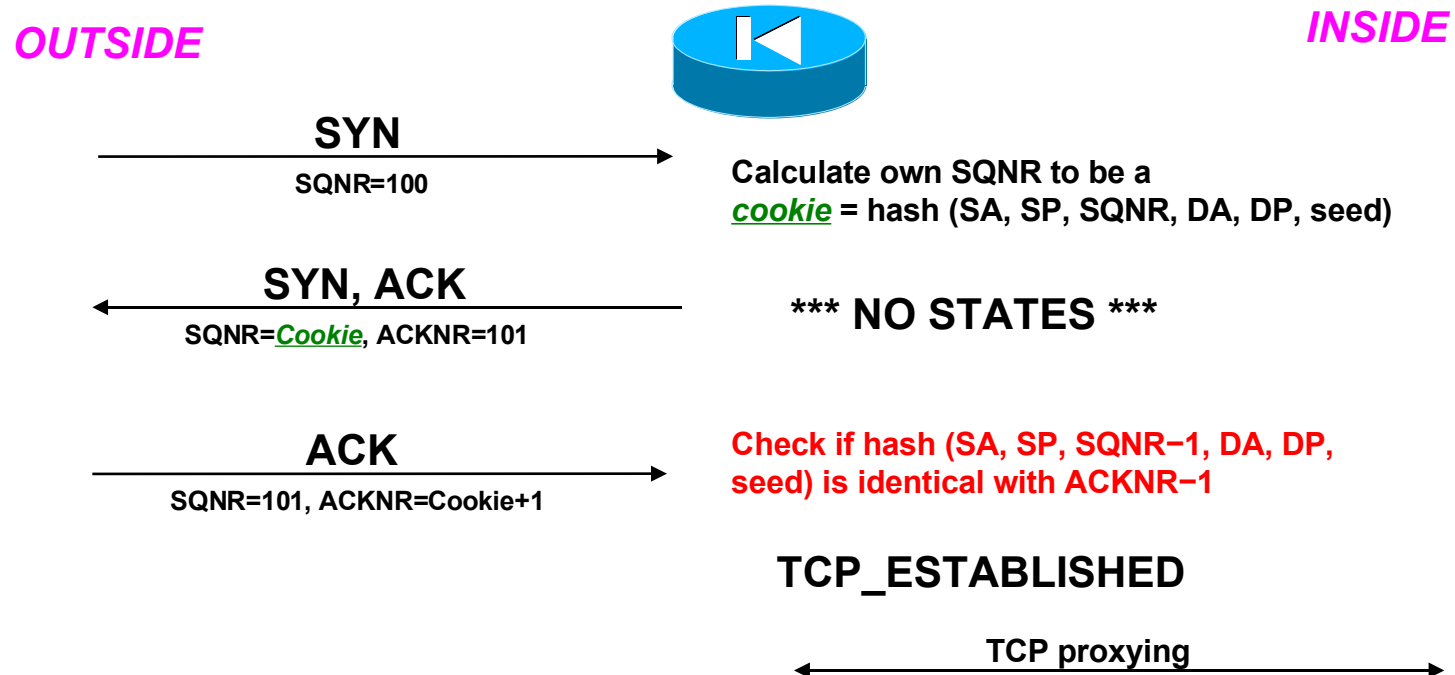 OUTSIDE
INSIDE
SYN
SQNR=100
Calculate own SQNR to be a
cookie = hash (SA, SP, SQNR, DA, DP, seed)
SYN, ACK
SQNR=Cookie, ACKNR=101
*** NO STATES ***
ACK
SQNR=101, ACKNR=Cookie+1
Check if hash (SA, SP, SQNR−1, DA, DP,
seed) is identical with ACKNR−1
TCP_ESTABLISHED
TCP proxying